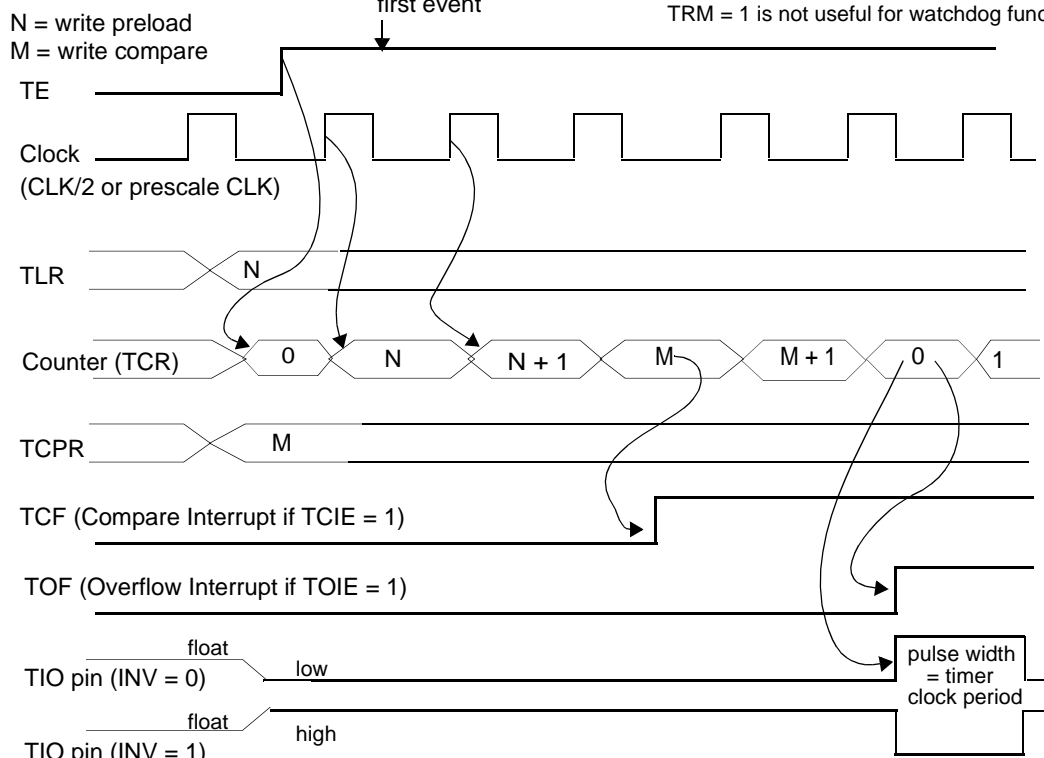 first event
N = write preload
TRM = 1 is not useful for watchdog func
M = write compare
TE
Clock
(CLK/2 or prescale CLK)
TLR
N
Counter (TCR)
0
N
N + 1
M
M + 1
0
1
TCPR
M
TCF (Compare Interrupt if TCIE = 1)
TOF (Overflow Interrupt if TOIE = 1)
float
TIO pin (INV = 0)
low
pulse width
= timer
clock period
float
TIO pin (INV = 1)
high